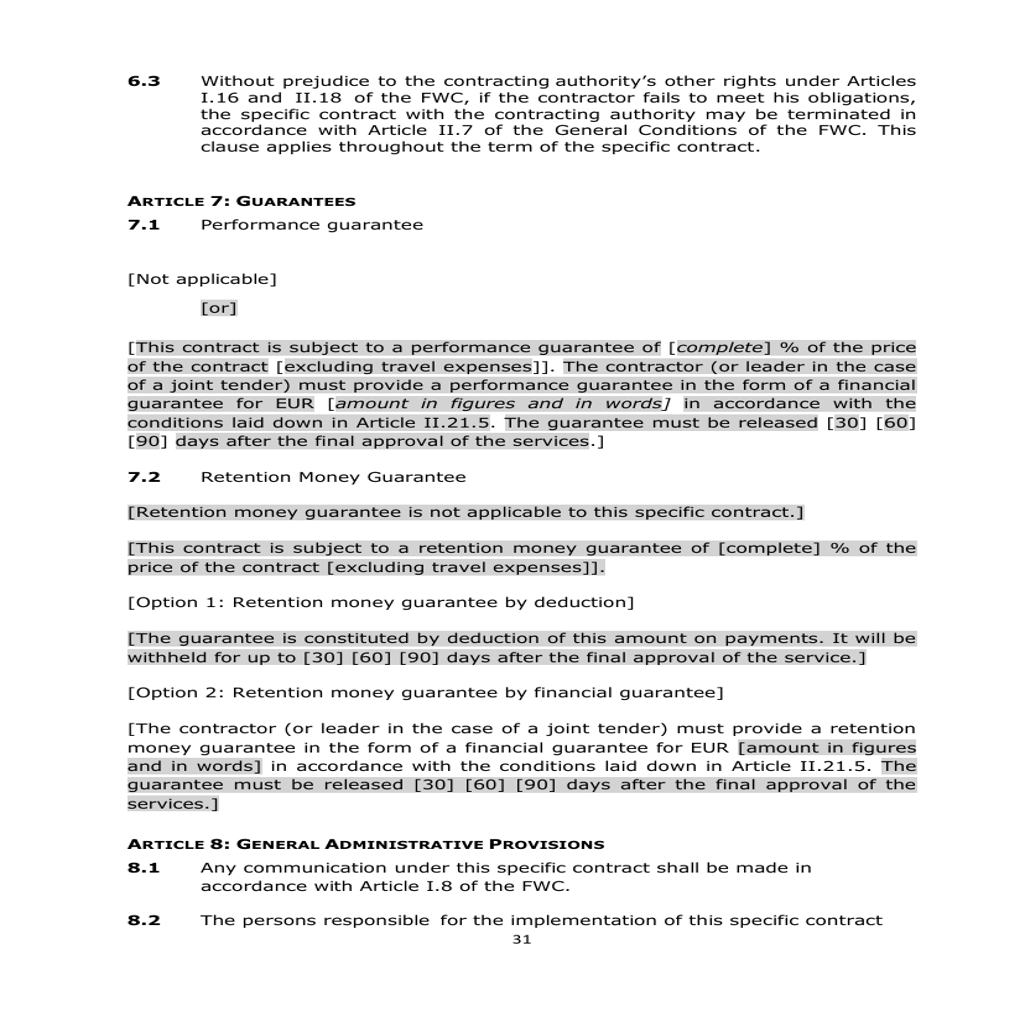 6.3 Without prejudice to the contracting authority's other rights under Articles
I.16 and II.18 of the FWC, if the contractor fails to meet his obligations,
the specific contract with the contracting authority may be terminated in
accordance with Article II.7 of the General Conditions of the FWC. This
clause applies throughout the term of the specific contract.
ARTICLE 7: GUARANTEES
7.1 Performance guarantee
[Not applicable]
[or]
[This contract is subject to a performance guarantee of [complete] % of the price
of the contract [excluding travel expenses]]. The contractor (or leader in the case
of a joint tender) must provide a performance guarantee in the form of a financial
guarantee for EUR [amount in figures and in words] in accordance with the
conditions laid down in Article II.21.5. The guarantee must be released [30] [60]
[90] days after the final approval of the services.]
7.2 Retention Money Guarantee
[Retention money guarantee is not applicable to this specific contract.]
[This contract is subject to a retention money guarantee of [complete] % of the
price of the contract [excluding travel expenses]].
[Option 1: Retention money guarantee by deduction]
[The guarantee is constituted by deduction of this amount on payments. It will be
withheld for up to [30] [60] [90] days after the final approval of the service.]
[Option 2: Retention money guarantee by financial guarantee]
[The contractor (or leader in the case of a joint tender) must provide a retention
money guarantee in the form of a financial guarantee for EUR [amount in figures
and in words] in accordance with the conditions laid down in Article II.21.5. The
guarantee must be released [30] [60] [90] days after the final approval of the
services.]
ARTICLE 8: GENERAL ADMINISTRATIVE PROVISIONS
8.1 Any communication under this specific contract shall be made in
accordance with Article I.8 of the FWC.
8.2 The persons responsible for the implementation of this specific contract
31